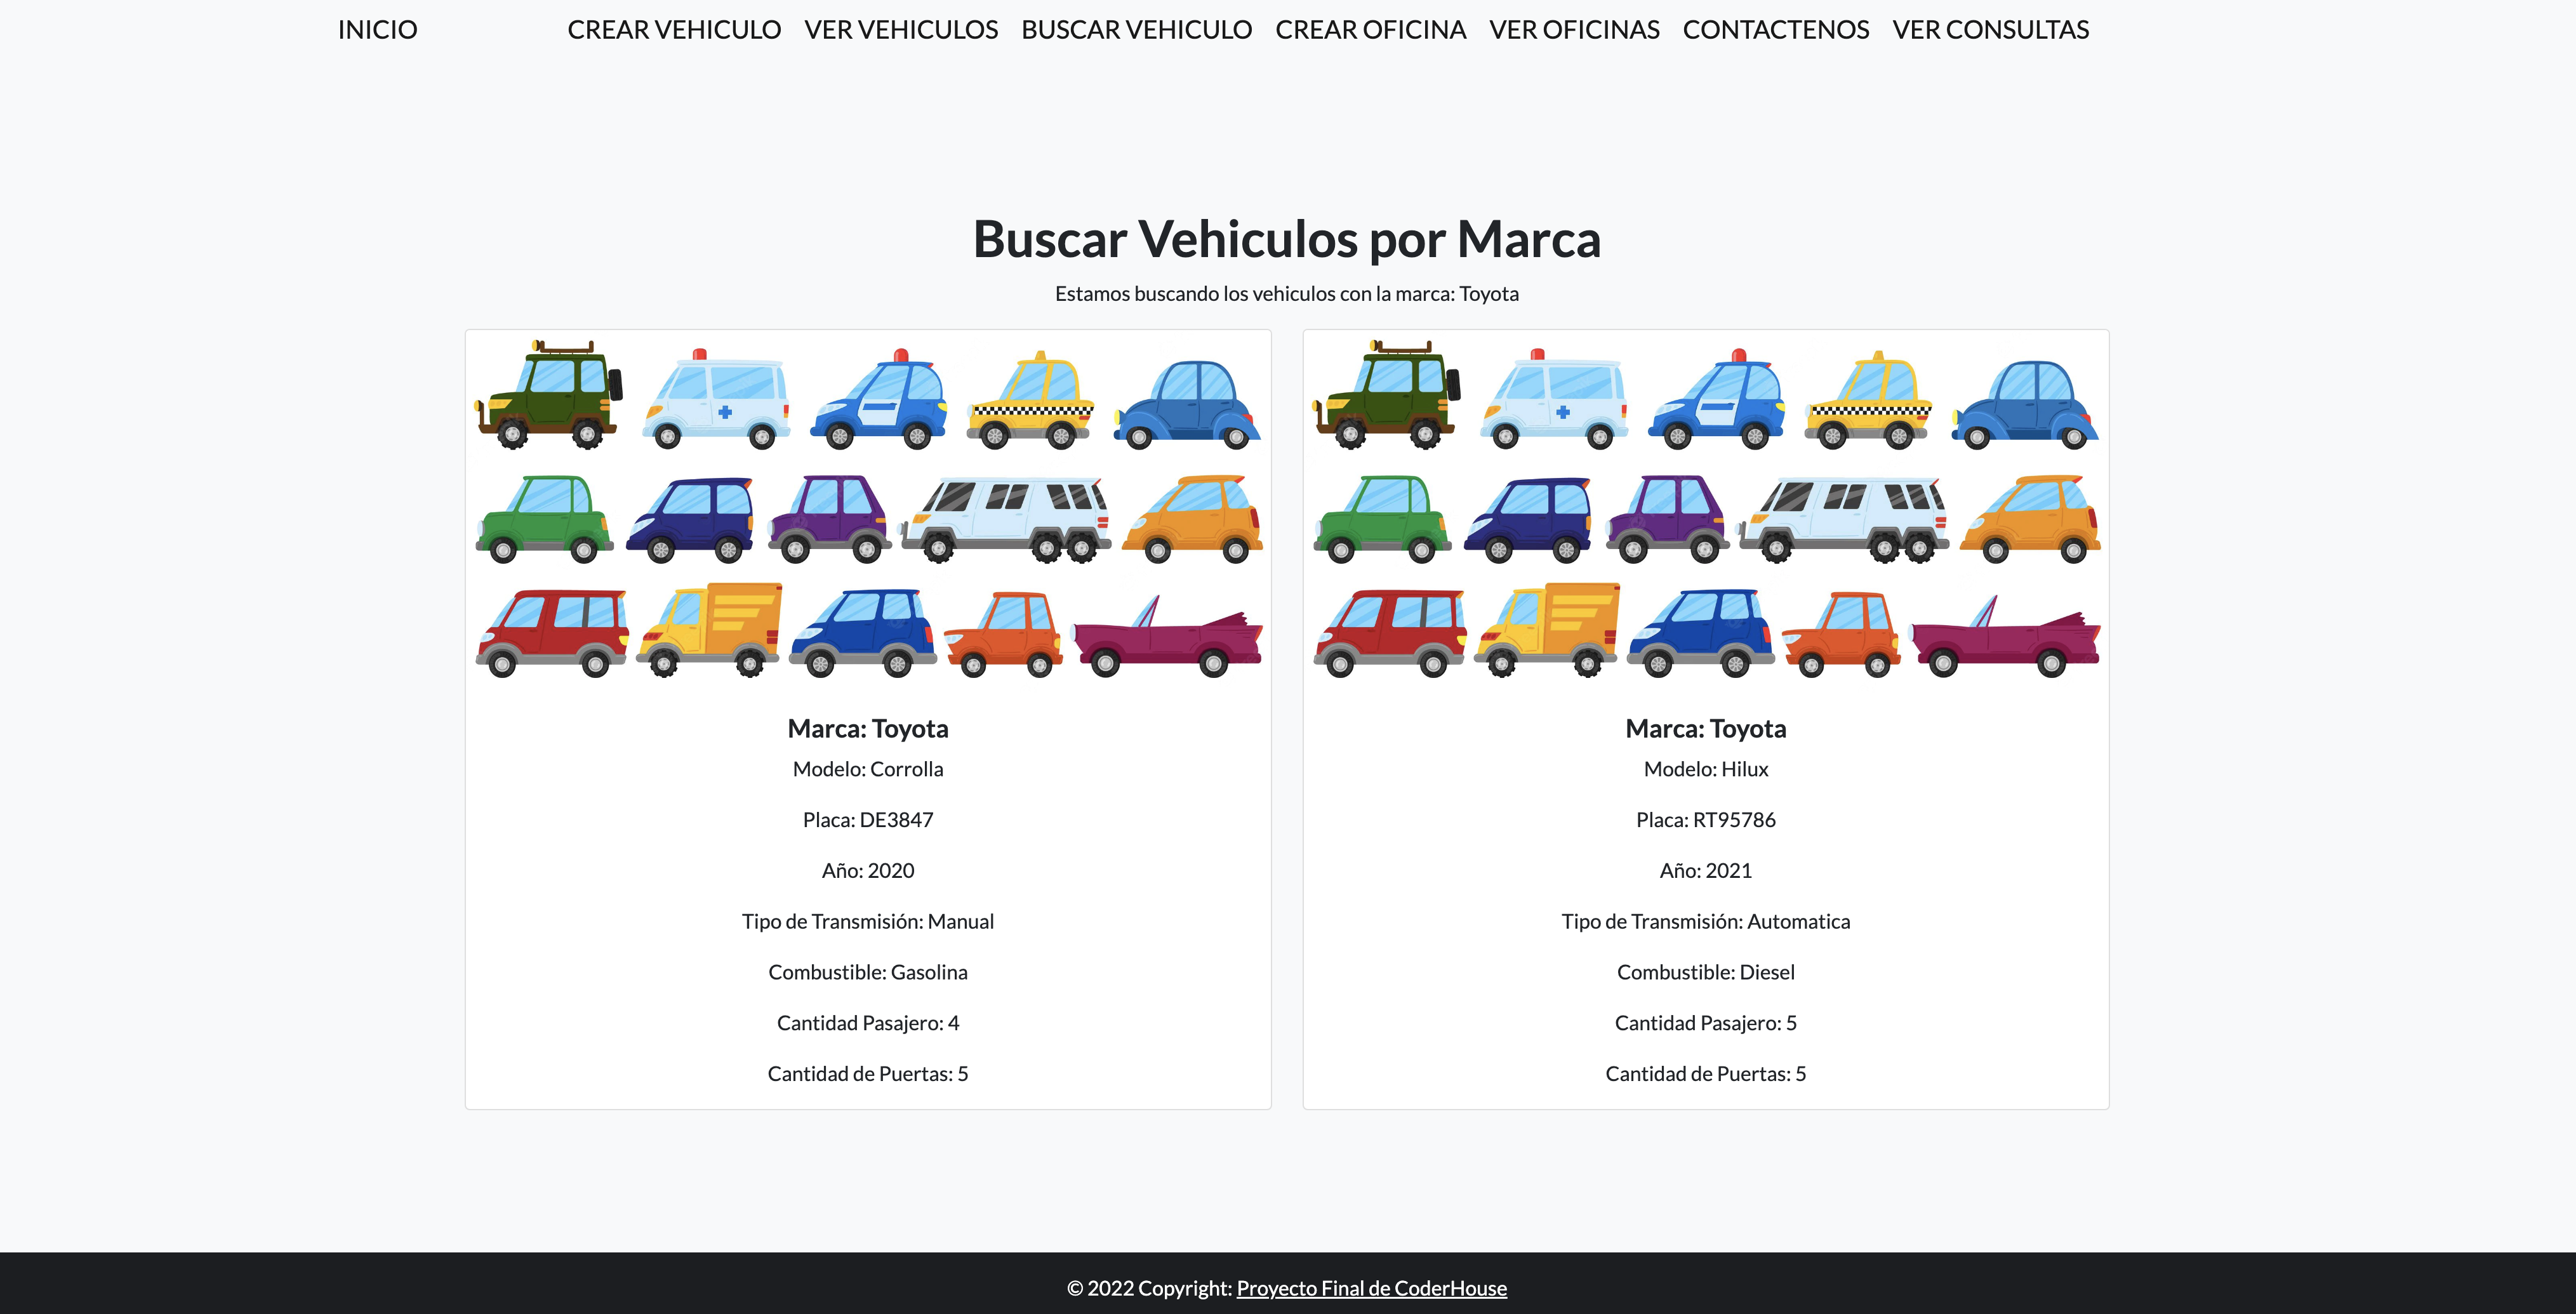 INICIO CREAR VEHICULO VER VEHICULOS BUSCAR VEHICULO CREAR OFICINA VER OFICINAS CONTACTENOS VER CONSULTAS
Buscar Vehiculos por Marca
Estamos buscando los vehiculos con la marca: Toyota
Marca: Toyota
Modelo: Corrolla
Placa: DE3847
Año: 2020
Tipo de Transmisión: Manual
Combustible: Gasolina
Cantidad Pasajero: 4
Cantidad de Puertas: 5
Marca: Toyota
Modelo: Hilux
Placa: RT95786
Año: 2021
Tipo de Transmisión: Automatica
Combustible: Diesel
Cantidad Pasajero: 5
Cantidad de Puertas: 5
© 2022 Copyright: Proyecto Final de CoderHouse